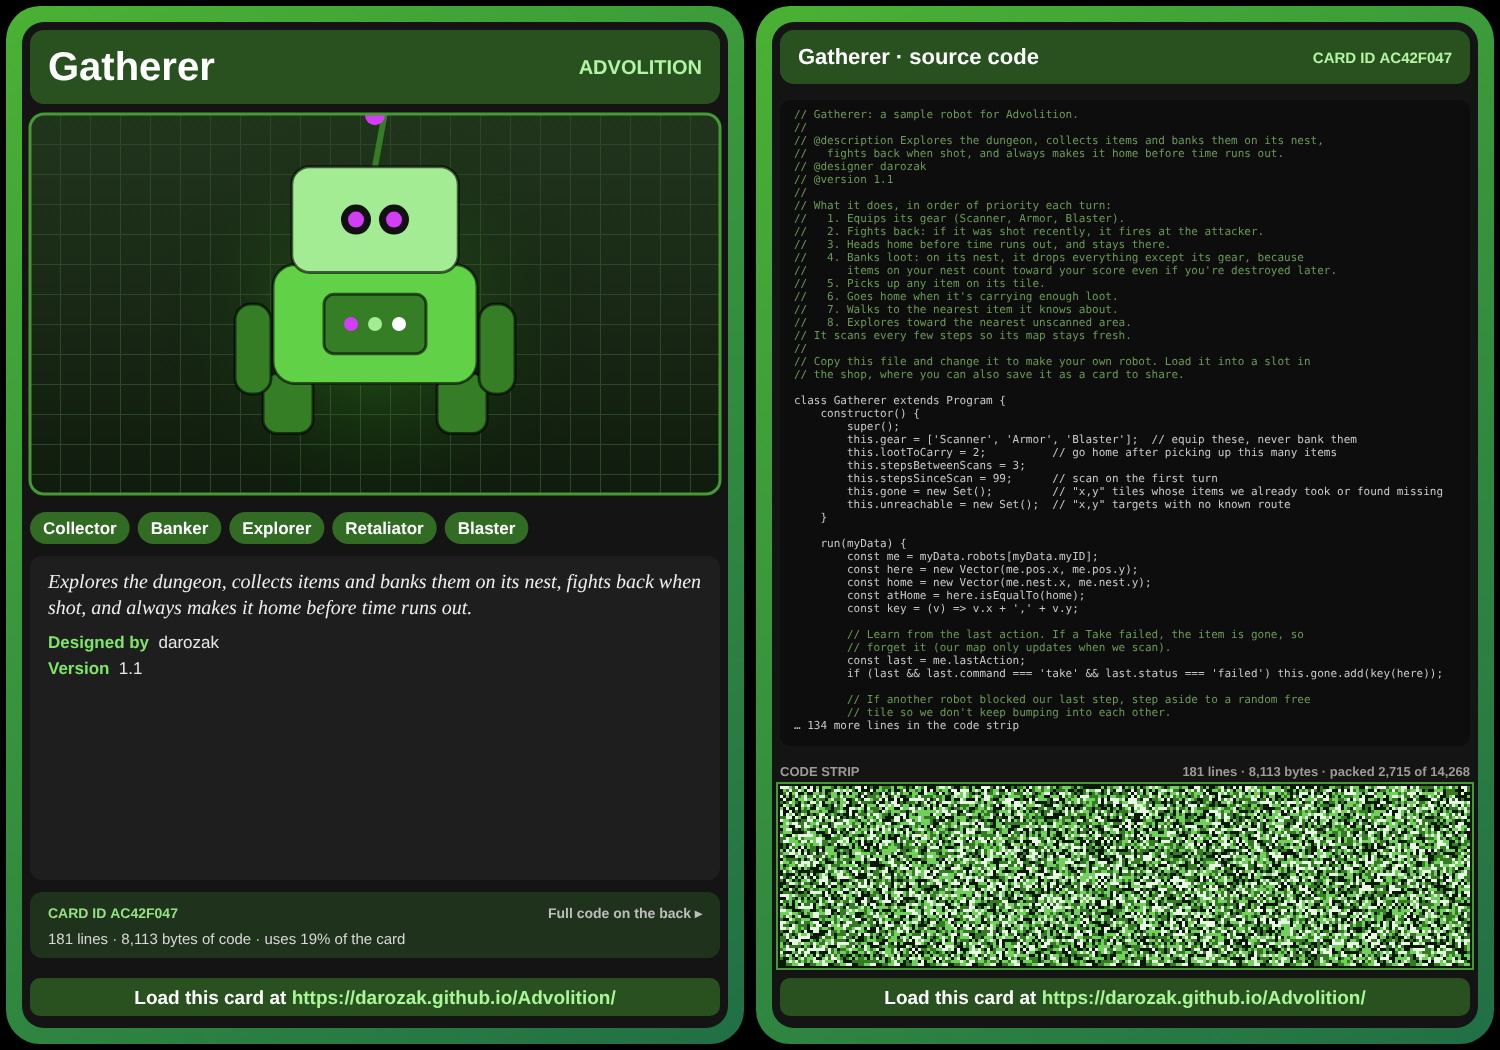 Gatherer
ADVOLITION
Collector
Banker
Explorer
Retaliator
Blaster
Explores the dungeon, collects items and banks them on its nest, fights back when
shot, and always makes it home before time runs out.
Designed by darozak
Version 1.1
CARD ID AC42F047
Full code on the back ▸
181 lines · 8,113 bytes of code · uses 19% of the card
Load this card at https://darozak.github.io/Advolition/
Gatherer · source code
CARD ID AC42F047
// Gatherer: a sample robot for Advolition.
//
// @description Explores the dungeon, collects items and banks them on its nest,
//   fights back when shot, and always makes it home before time runs out.
// @designer darozak
// @version 1.1
//
// What it does, in order of priority each turn:
//   1. Equips its gear (Scanner, Armor, Blaster).
//   2. Fights back: if it was shot recently, it fires at the attacker.
//   3. Heads home before time runs out, and stays there.
//   4. Banks loot: on its nest, it drops everything except its gear, because
//      items on your nest count toward your score even if you're destroyed later.
//   5. Picks up any item on its tile.
//   6. Goes home when it's carrying enough loot.
//   7. Walks to the nearest item it knows about.
//   8. Explores toward the nearest unscanned area.
// It scans every few steps so its map stays fresh.
//
// Copy this file and change it to make your own robot. Load it into a slot in
// the shop, where you can also save it as a card to share.

class Gatherer extends Program {
    constructor() {
        super();
        this.gear = ['Scanner', 'Armor', 'Blaster'];  // equip these, never bank them
        this.lootToCarry = 2;          // go home after picking up this many items
        this.stepsBetweenScans = 3;
        this.stepsSinceScan = 99;      // scan on the first turn
        this.gone = new Set();         // "x,y" tiles whose items we already took or found missing
        this.unreachable = new Set();  // "x,y" targets with no known route
    }

    run(myData) {
        const me = myData.robots[myData.myID];
        const here = new Vector(me.pos.x, me.pos.y);
        const home = new Vector(me.nest.x, me.nest.y);
        const atHome = here.isEqualTo(home);
        const key = (v) => v.x + ',' + v.y;

        // Learn from the last action. If a Take failed, the item is gone, so
        // forget it (our map only updates when we scan).
        const last = me.lastAction;
        if (last && last.command === 'take' && last.status === 'failed') this.gone.add(key(here));

        // If another robot blocked our last step, step aside to a random free
        // tile so we don't keep bumping into each other.
… 134 more lines in the code strip
CODE STRIP
181 lines · 8,113 bytes · packed 2,715 of 14,268
Load this card at https://darozak.github.io/Advolition/